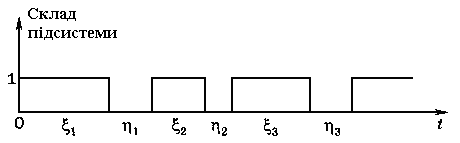 Склад
підсистеми
1
0 ξ₁ η₁ ξ₂ η₂ ξ₃ η₃ t